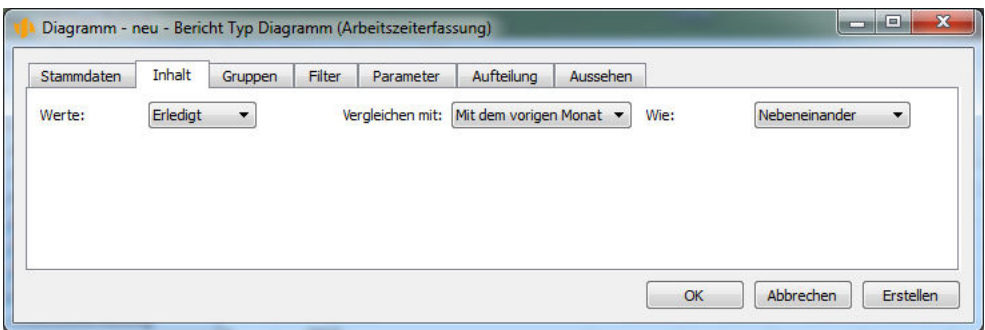 Diagramm - neu - Bericht Typ Diagramm (Arbeitszeiterfassung)
Stammdaten Inhalt Gruppen Filter Parameter Aufteilung Aussehen
Werte: Erledigt Vergleichen mit: Mit dem vorigen Monat Wie: Nebeneinander
OK Abbrechen Erstellen